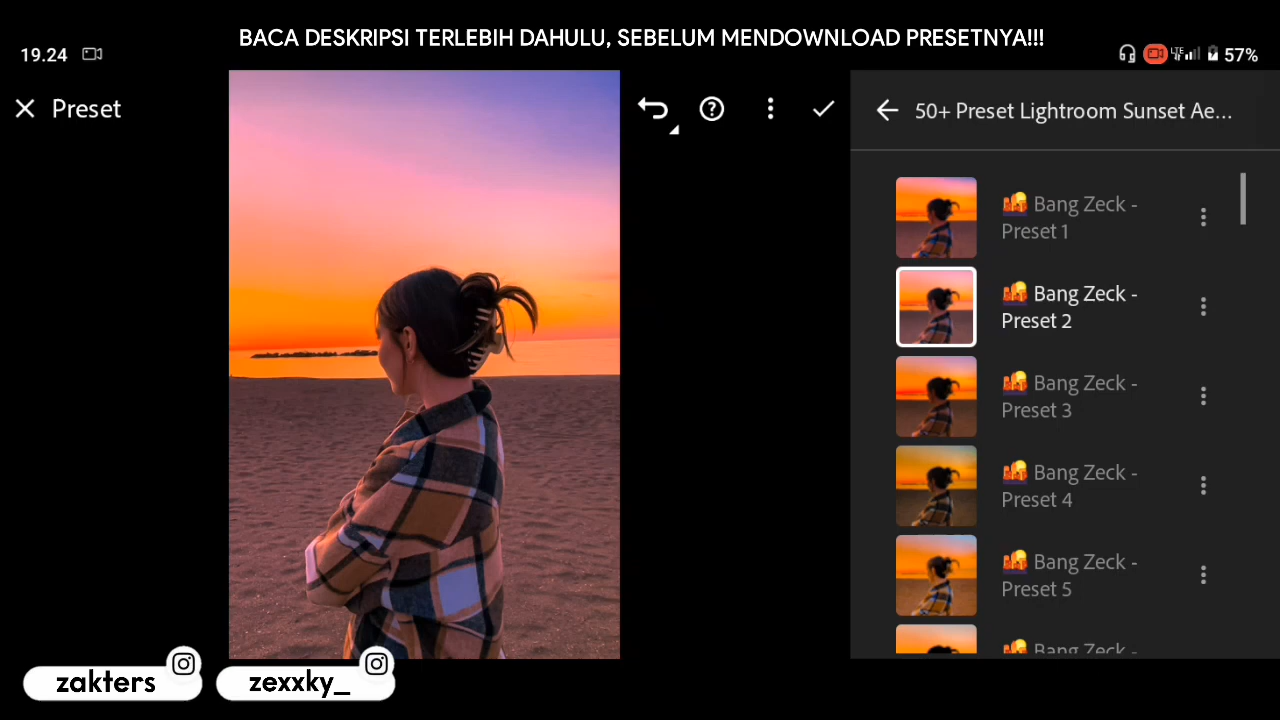 BACA DESKRIPSI TERLEBIH DAHULU, SEBELUM MENDOWNLOAD PRESETNYA!!!
19.24
LTE
57%
Preset
50+ Preset Lightroom Sunset Ae...
Bang Zeck -
Preset 1
Bang Zeck -
Preset 2
Bang Zeck -
Preset 3
Bang Zeck -
Preset 4
Bang Zeck -
Preset 5
Bang Zeck -
zakters
zexxky_